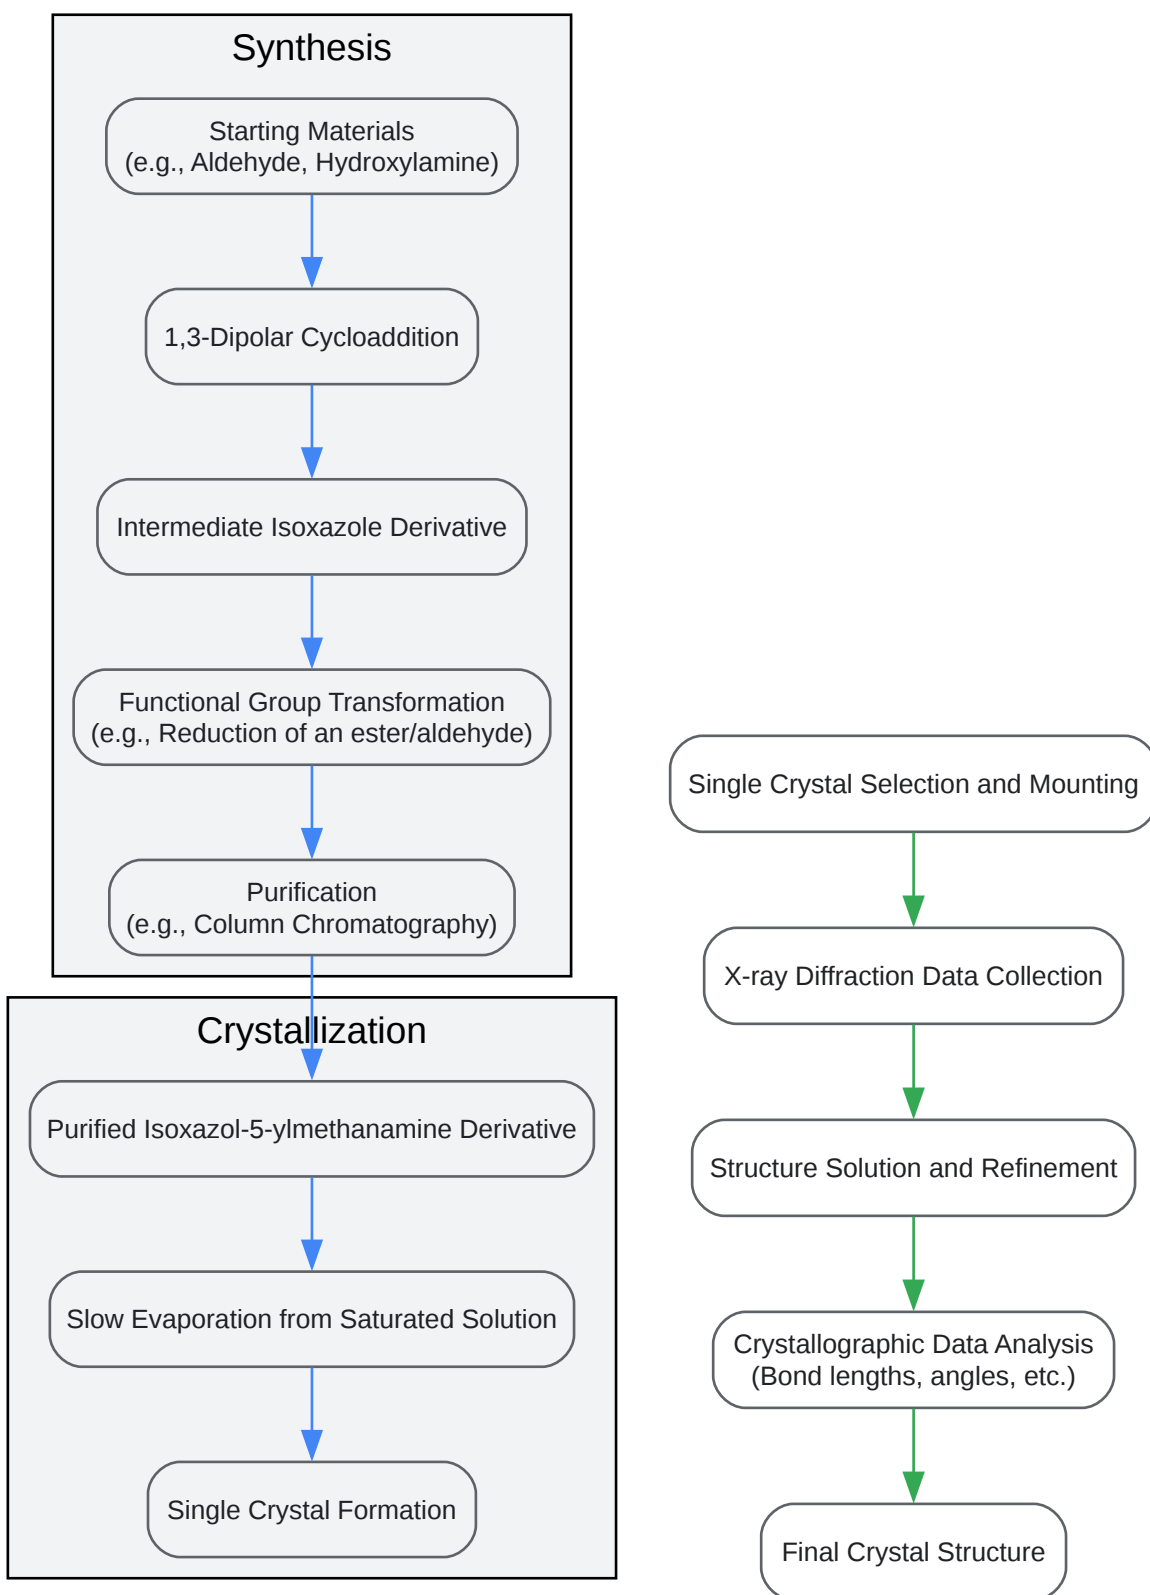 Synthesis
Starting Materials
(e.g., Aldehyde, Hydroxylamine)
1,3-Dipolar Cycloaddition
Intermediate Isoxazole Derivative
Functional Group Transformation
(e.g., Reduction of an ester/aldehyde)
Purification
(e.g., Column Chromatography)
Crystallization
Purified Isoxazol-5-ylmethanamine Derivative
Slow Evaporation from Saturated Solution
Single Crystal Formation
Single Crystal Selection and Mounting
X-ray Diffraction Data Collection
Structure Solution and Refinement
Crystallographic Data Analysis
(Bond lengths, angles, etc.)
Final Crystal Structure